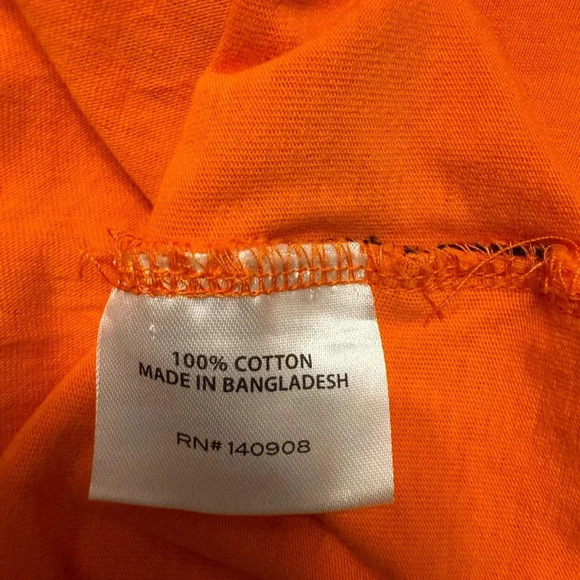 100% COTTON
MADE IN BANGLADESH
RN# 140908